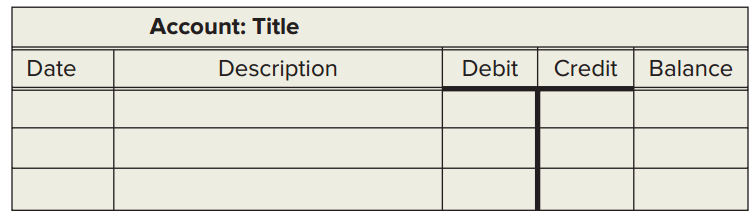 Account: Title
Date Description Debit Credit Balance